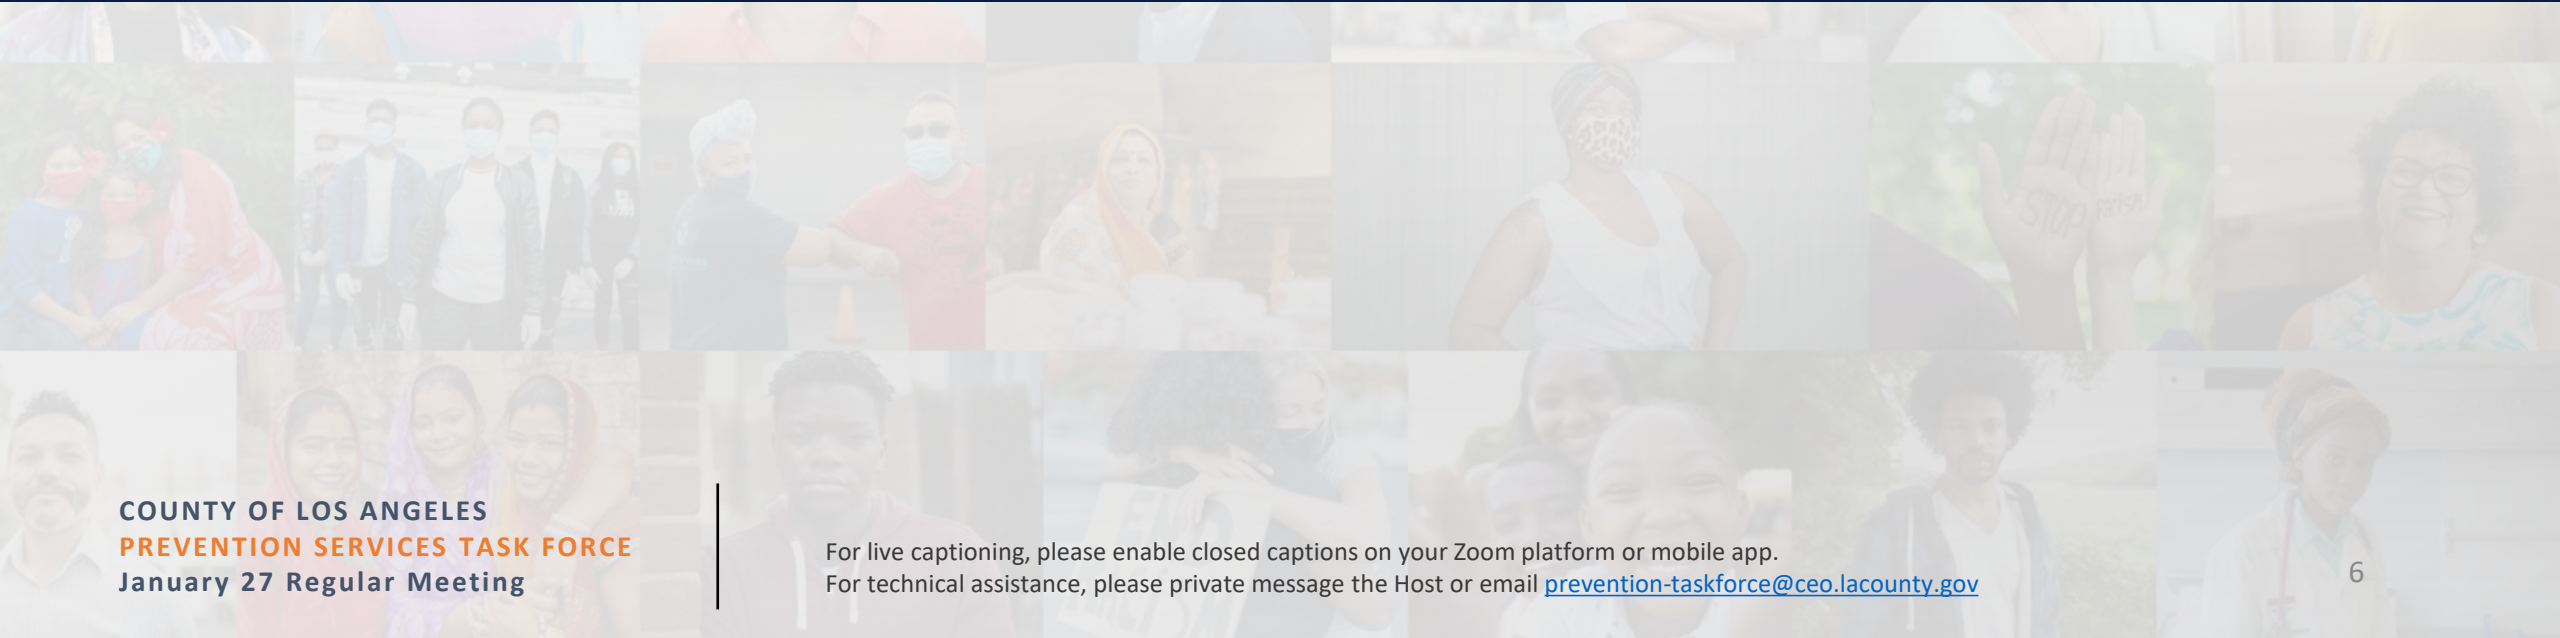 STOP
racism
COUNTY OF LOS ANGELES
PREVENTION SERVICES TASK FORCE
January 27 Regular Meeting
For live captioning, please enable closed captions on your Zoom platform or mobile app.
For technical assistance, please private message the Host or email prevention-taskforce@ceo.lacounty.gov
6